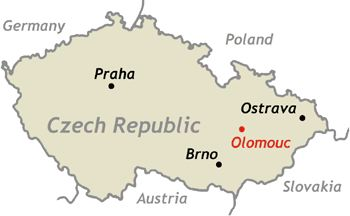 Germany
Poland
Praha
Ostrava
Czech Republic
Olomouc
Brno
Slovakia
Austria